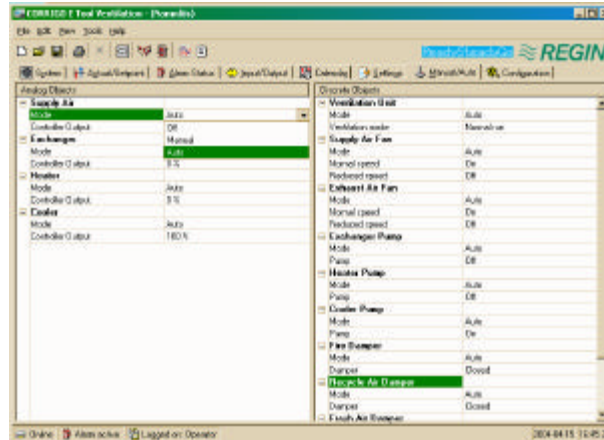 CORRIGO E Tool Ventilation - (Paramlis)
File Edit View Tools Help
REGIN
System Actual/Setpoint Alarm Status Input/Output Calendar Settings Manual/Auto Configuration
Analog Objects
Supply Air
Mode Auto
Controller Output Off
Exchanger Manual
Mode Auto
Controller Output 0 %
Heater
Mode Auto
Controller Output 0 %
Cooler
Mode Auto
Controller Output 100 %
Discrete Objects
Ventilation Unit
Mode Auto
Ventilation mode Normal run
Supply Air Fan
Mode Auto
Normal speed On
Reduced speed Off
Exhaust Air Fan
Mode Auto
Normal speed On
Reduced speed Off
Exchanger Pump
Mode Auto
Pump Off
Heater Pump
Mode Auto
Pump Off
Cooler Pump
Mode Auto
Pump On
Fire Damper
Mode Auto
Damper Closed
Recycle Air Damper
Mode Auto
Damper Closed
Fresh Air Damper
Online Alarm active Logged on: Operator